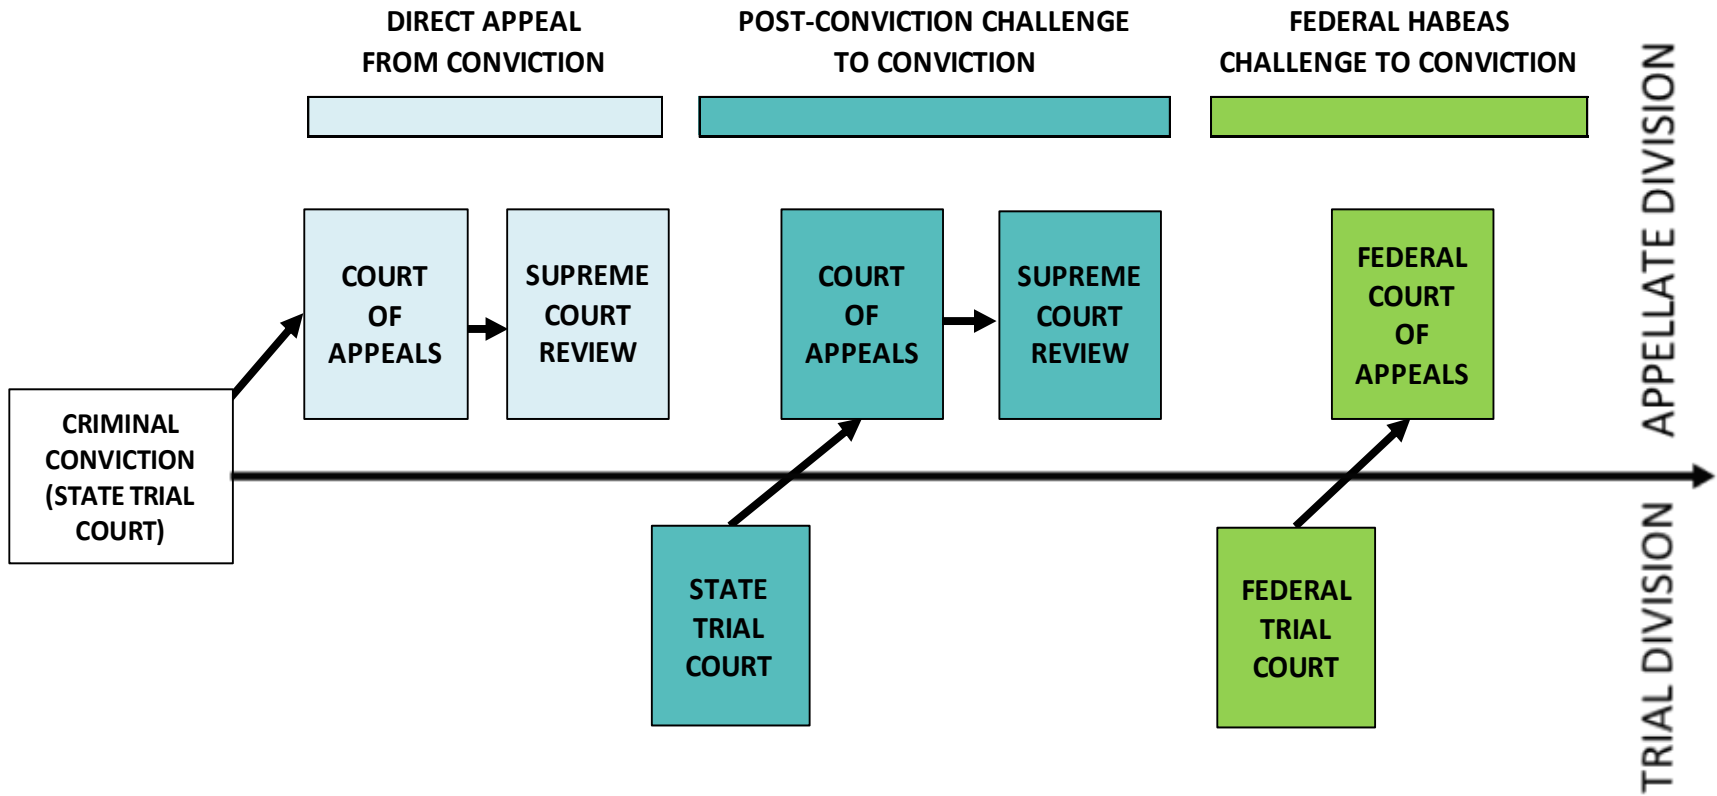 DIRECT APPEAL
FROM CONVICTION
POST-CONVICTION CHALLENGE
TO CONVICTION
FEDERAL HABEAS
CHALLENGE TO CONVICTION
CRIMINAL
CONVICTION
(STATE TRIAL
COURT)
COURT
OF
APPEALS
SUPREME
COURT
REVIEW
STATE
TRIAL
COURT
COURT
OF
APPEALS
SUPREME
COURT
REVIEW
FEDERAL
TRIAL
COURT
FEDERAL
COURT
OF
APPEALS
APPELLATE DIVISION
TRIAL DIVISION